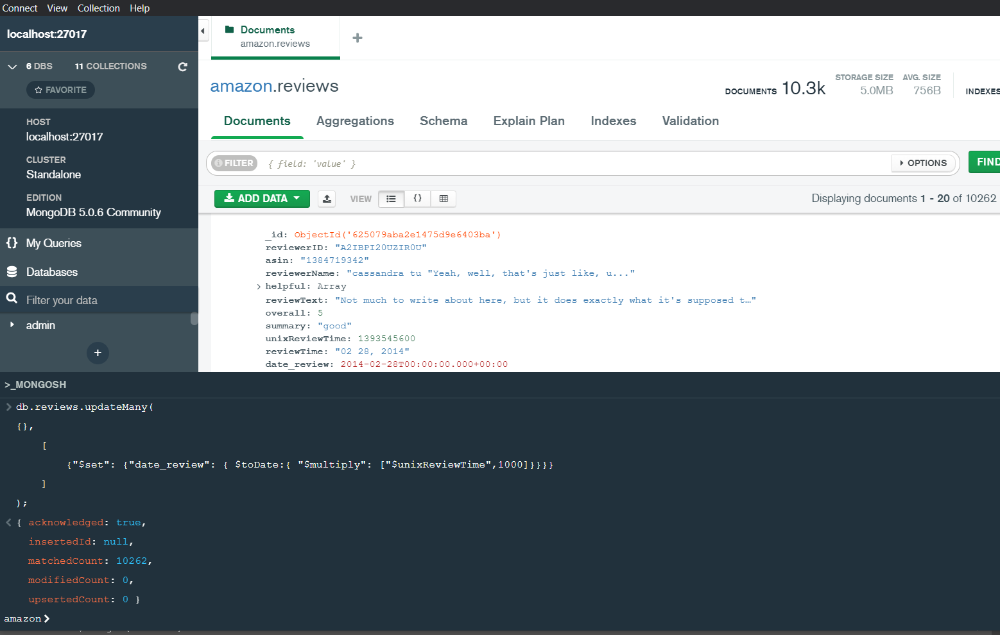 Connect View Collection Help
localhost:27017
6 DBS 11 COLLECTIONS
FAVORITE
HOST
localhost:27017
CLUSTER
Standalone
EDITION
MongoDB 5.0.6 Community
{} My Queries
Databases
Filter your data
admin
+
Documents
amazon.reviews
+
amazon.reviews
DOCUMENTS 10.3k
STORAGE SIZE
5.0MB
AVG. SIZE
756B
INDEXES
Documents Aggregations Schema Explain Plan Indexes Validation
FILTER { field: 'value' } OPTIONS FIND
ADD DATA VIEW {} Displaying documents 1 - 20 of 10262
_id: ObjectId('625079aba2e1475d9e6403ba')
reviewerID: "A2IBPI20UZIR0U"
asin: "1384719342"
reviewerName: "cassandra tu "Yeah, well, that's just like, u..."
> helpful: Array
reviewText: "Not much to write about here, but it does exactly what it's supposed t…"
overall: 5
summary: "good"
unixReviewTime: 1393545600
reviewTime: "02 28, 2014"
date_review: 2014-02-28T00:00:00.000+00:00
>_MONGOSH
> db.reviews.updateMany(
{},
[
{"$set": {"date_review": { $toDate:{ "$multiply": ["$unixReviewTime",1000]}}}}
]
);
< { acknowledged: true,
insertedId: null,
matchedCount: 10262,
modifiedCount: 0,
upsertedCount: 0 }
amazon>